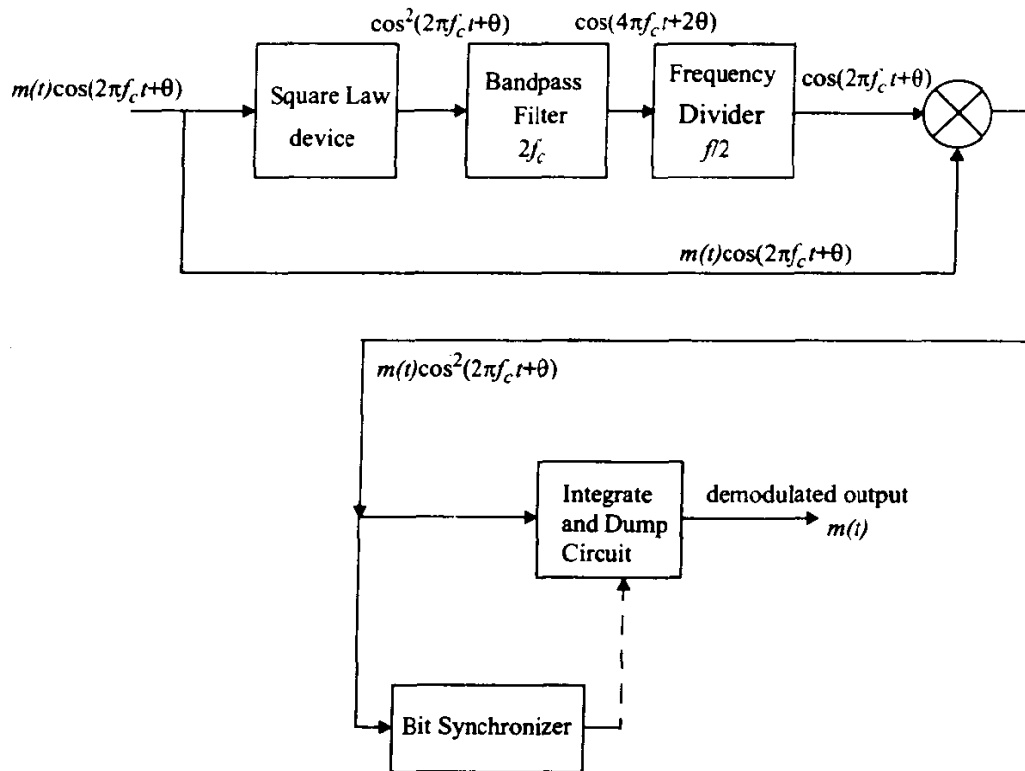 cos²(2πf_c t+θ)
cos(4πf_c t+2θ)
m(t)cos(2πf_c t+θ)
Square Law
device
Bandpass
Filter
2f_c
Frequency
Divider
f/2
cos(2πf_c t+θ)
m(t)cos(2πf_c t+θ)
m(t)cos²(2πf_c t+θ)
Integrate
and Dump
Circuit
demodulated output
m(t)
Bit Synchronizer